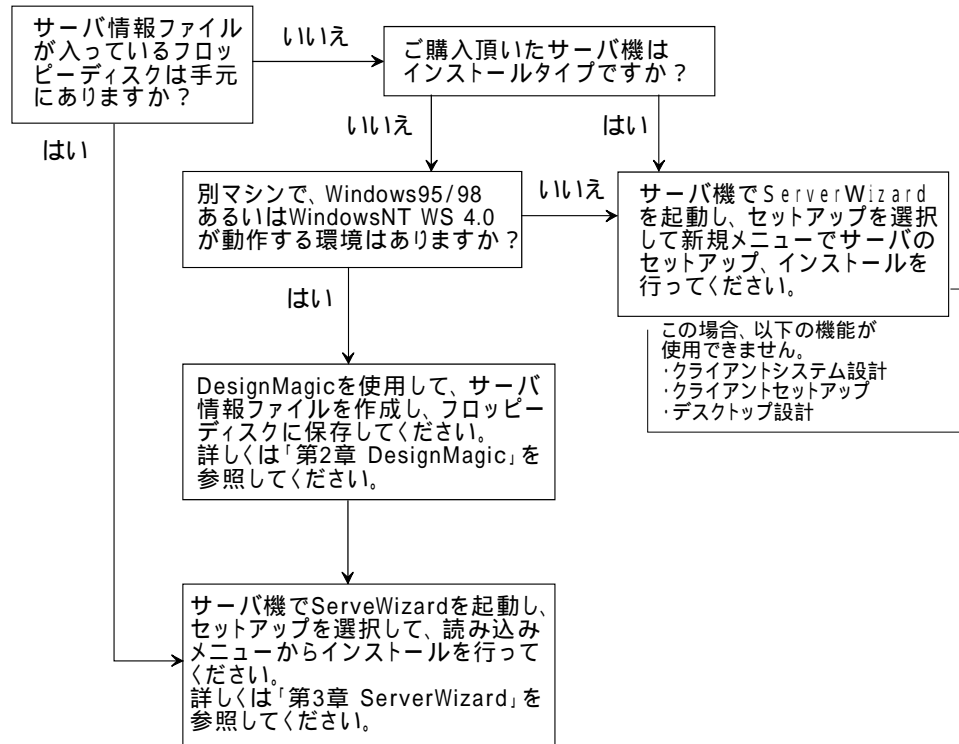 サーバ情報ファイル
が入っているフロッ
ピーディスクは手元
にありますか？
いいえ
ご購入頂いたサーバ機は
インストールタイプですか？
はい
いいえ
はい
別マシンで、Windows95/98
あるいはWindowsNT WS 4.0
が動作する環境はありますか？
いいえ
サーバ機でServerWizard
を起動し、セットアップを選択
して新規メニューでサーバの
セットアップ、インストールを
行ってください。
はい
この場合、以下の機能が
使用できません。
・クライアントシステム設計
・クライアントセットアップ
・デスクトップ設計
DesignMagicを使用して、サーバ
情報ファイルを作成し、フロッピー
ディスクに保存してください。
詳しくは「第2章 DesignMagic」を
参照してください。
サーバ機でServeWizardを起動し、
セットアップを選択して、読み込み
メニューからインストールを行って
ください。
詳しくは「第3章 ServerWizard」を
参照してください。